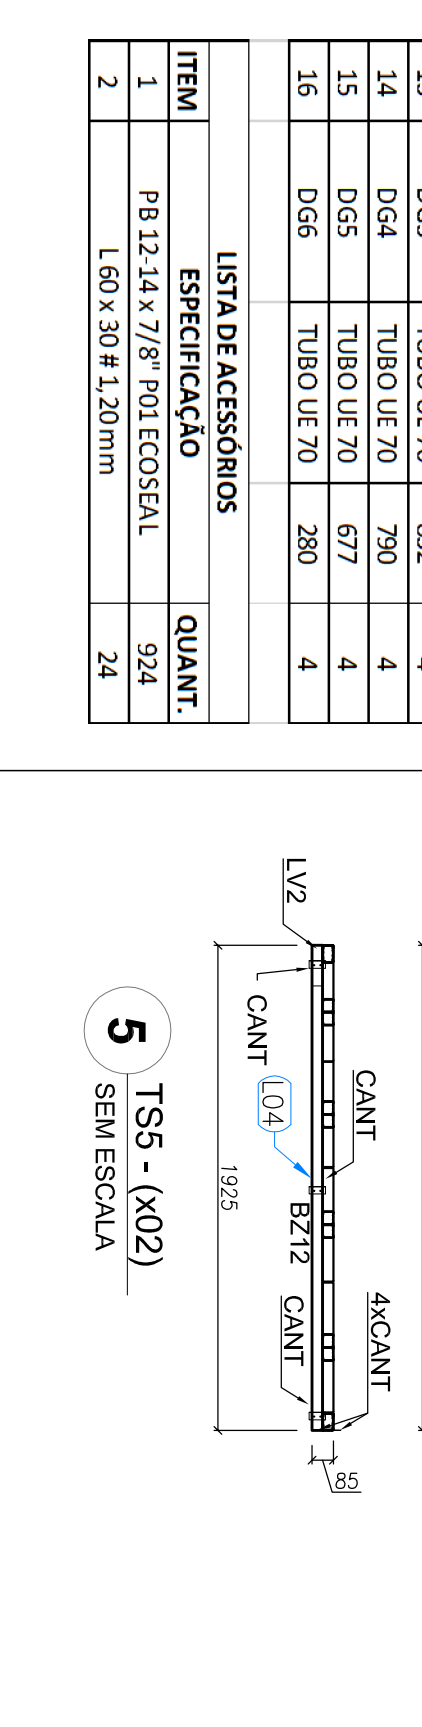 14 DG4 TUBO UE 70 790 4
15 DG5 TUBO UE 70 677 4
16 DG6 TUBO UE 70 280 4
LISTA DE ACESSÓRIOS
ITEM ESPECIFICAÇÃO QUANT.
1 PB 12-14 x 7/8" P01 ECOSEAL 924
2 L 60 x 30 # 1,20mm 24
4xCANT
CANT
85
LV2
BZ12
CANT
L04
CANT
1925
5
TS5 - (x02)
SEM ESCALA